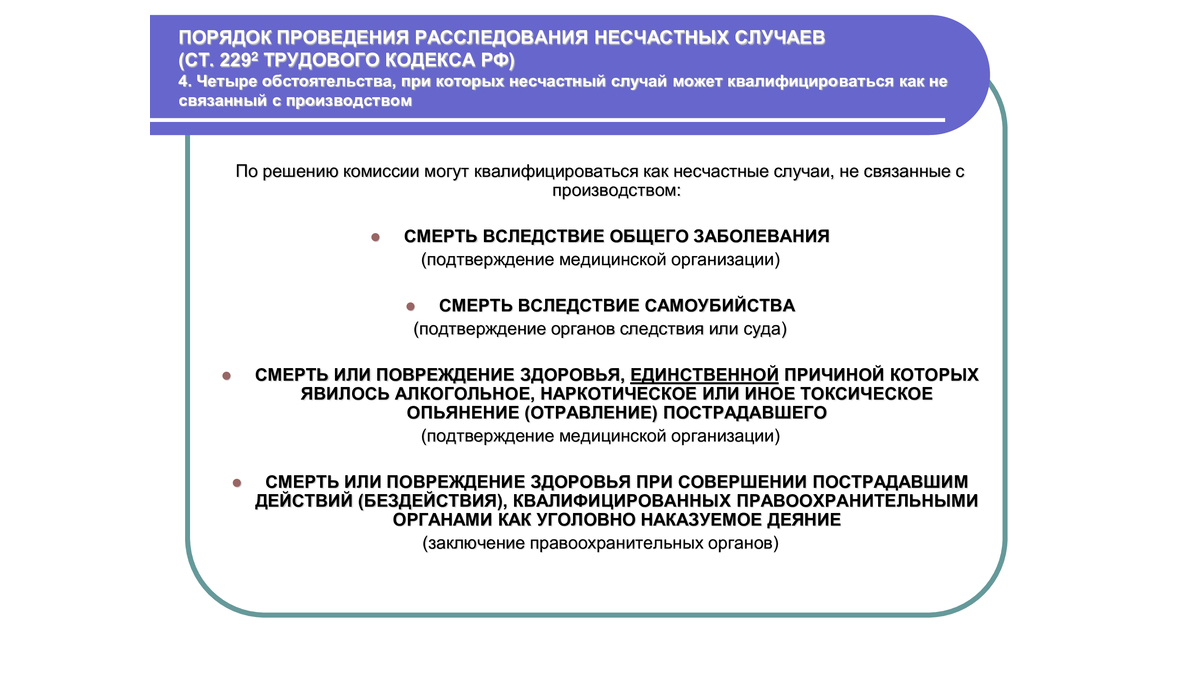 ПОРЯДОК ПРОВЕДЕНИЯ РАССЛЕДОВАНИЯ НЕСЧАСТНЫХ СЛУЧАЕВ
(СТ. 229² ТРУДОВОГО КОДЕКСА РФ)
4. Четыре обстоятельства, при которых несчастный случай может квалифицироваться как не
связанный с производством
По решению комиссии могут квалифицироваться как несчастные случаи, не связанные с
производством:
● СМЕРТЬ ВСЛЕДСТВИЕ ОБЩЕГО ЗАБОЛЕВАНИЯ
(подтверждение медицинской организации)
● СМЕРТЬ ВСЛЕДСТВИЕ САМОУБИЙСТВА
(подтверждение органов следствия или суда)
● СМЕРТЬ ИЛИ ПОВРЕЖДЕНИЕ ЗДОРОВЬЯ, ЕДИНСТВЕННОЙ ПРИЧИНОЙ КОТОРЫХ
ЯВИЛОСЬ АЛКОГОЛЬНОЕ, НАРКОТИЧЕСКОЕ ИЛИ ИНОЕ ТОКСИЧЕСКОЕ
ОПЬЯНЕНИЕ (ОТРАВЛЕНИЕ) ПОСТРАДАВШЕГО
(подтверждение медицинской организации)
● СМЕРТЬ ИЛИ ПОВРЕЖДЕНИЕ ЗДОРОВЬЯ ПРИ СОВЕРШЕНИИ ПОСТРАДАВШИМ
ДЕЙСТВИЙ (БЕЗДЕЙСТВИЯ), КВАЛИФИЦИРОВАННЫХ ПРАВООХРАНИТЕЛЬНЫМИ
ОРГАНАМИ КАК УГОЛОВНО НАКАЗУЕМОЕ ДЕЯНИЕ
(заключение правоохранительных органов)